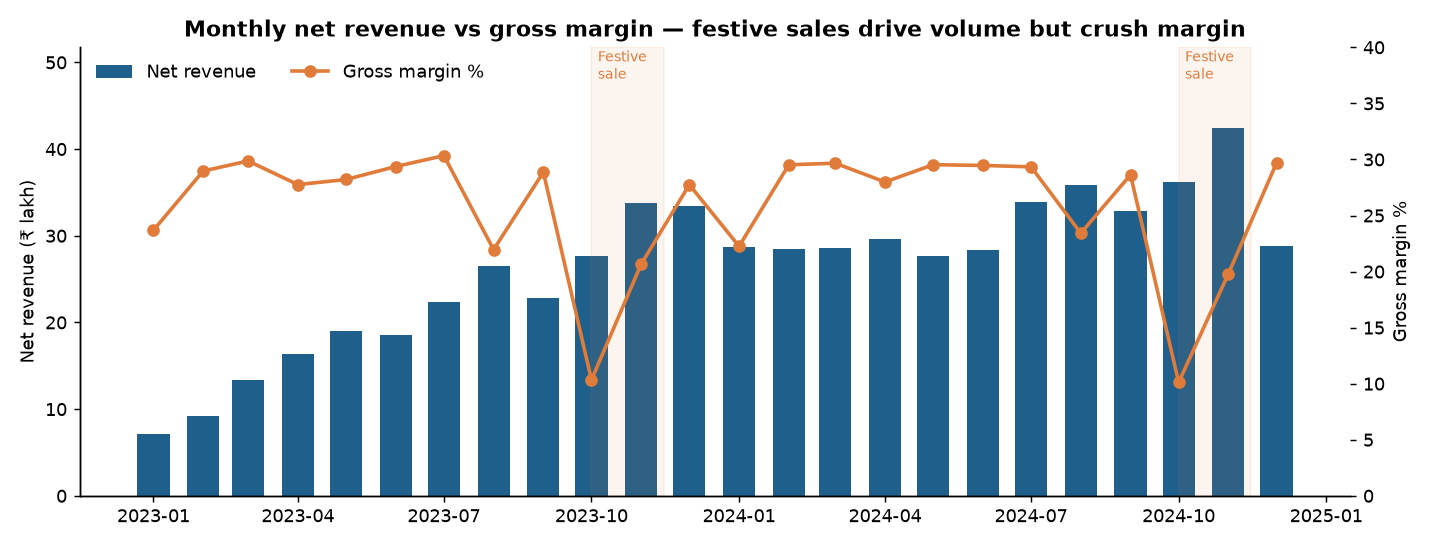 Monthly net revenue vs gross margin — festive sales drive volume but crush margin
Net revenue
Gross margin %
Festive
sale
Festive
sale
Net revenue (₹ lakh)
50
40
30
20
10
0
40
35
30
25
20
15
10
5
0
Gross margin %
2023-01
2023-04
2023-07
2023-10
2024-01
2024-04
2024-07
2024-10
2025-01